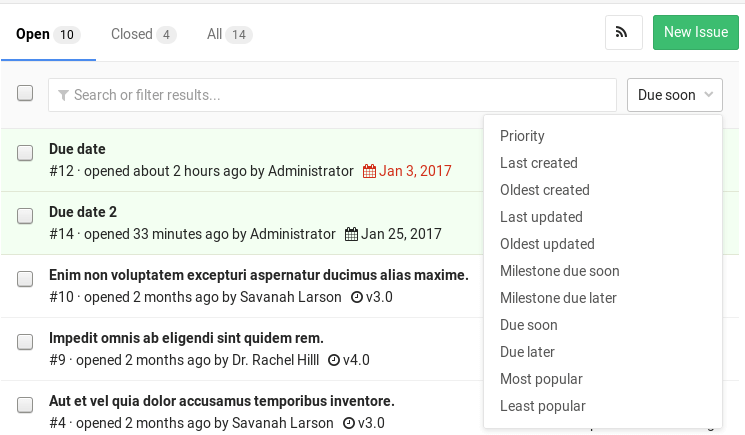 Open 10 Closed 4 All 14 New Issue
Search or filter results... Due soon
Due date
#12 · opened about 2 hours ago by Administrator Jan 3, 2017
Due date 2
#14 · opened 33 minutes ago by Administrator Jan 25, 2017
Enim non voluptatem excepturi aspernatur ducimus alias maxime.
#10 · opened 2 months ago by Savanah Larson v3.0
Impedit omnis ab eligendi sint quidem rem.
#9 · opened 2 months ago by Dr. Rachel Hilll v4.0
Aut et vel quia dolor accusamus temporibus inventore.
#4 · opened 2 months ago by Savanah Larson v3.0
Priority
Last created
Oldest created
Last updated
Oldest updated
Milestone due soon
Milestone due later
Due soon
Due later
Most popular
Least popular